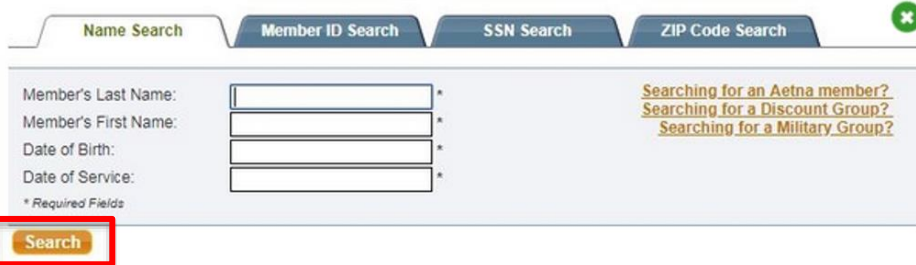 Name Search Member ID Search SSN Search ZIP Code Search
Member's Last Name: * Searching for an Aetna member?
Member's First Name: * Searching for a Discount Group?
Date of Birth: * Searching for a Military Group?
Date of Service: *
* Required Fields
Search